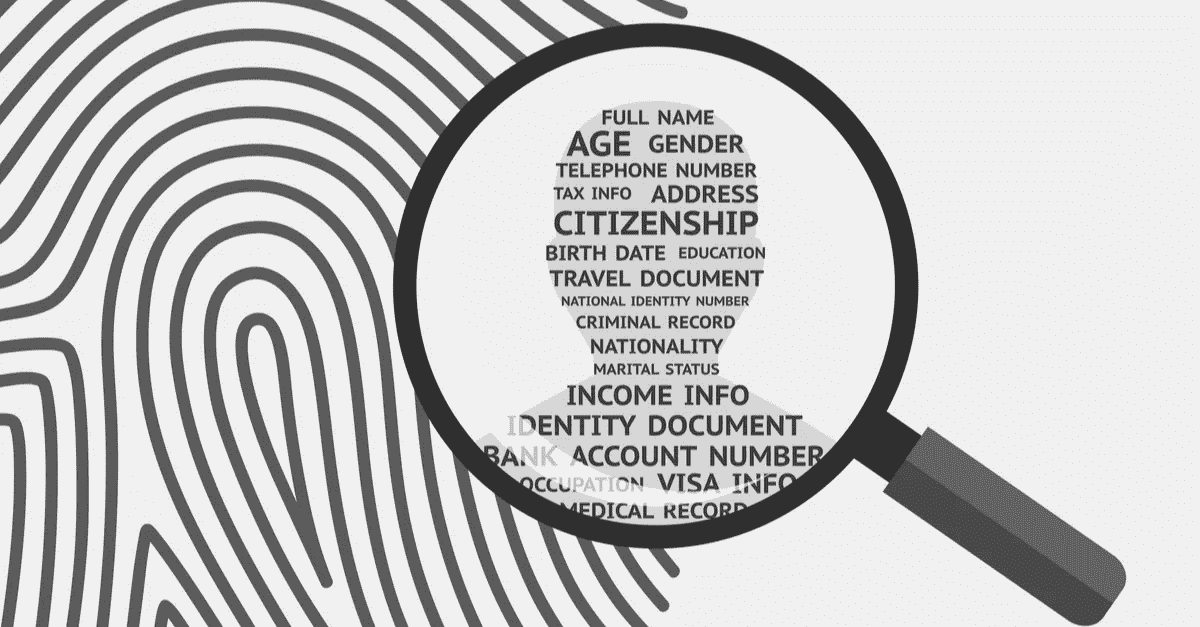 FULL NAME
AGE GENDER
TELEPHONE NUMBER
TAX INFO ADDRESS
CITIZENSHIP
BIRTH DATE EDUCATION
TRAVEL DOCUMENT
NATIONAL IDENTITY NUMBER
CRIMINAL RECORD
NATIONALITY
MARITAL STATUS
INCOME INFO
IDENTITY DOCUMENT
BANK ACCOUNT NUMBER
OCCUPATION VISA INFO
MEDICAL RECORD